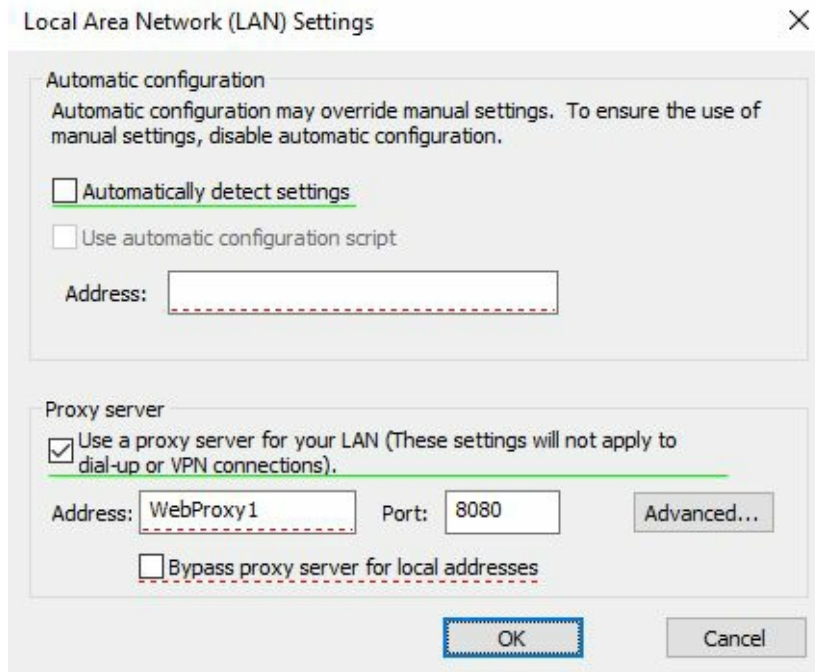 Local Area Network (LAN) Settings
Automatic configuration
Automatic configuration may override manual settings. To ensure the use of
manual settings, disable automatic configuration.
Automatically detect settings
Use automatic configuration script
Address:
Proxy server
Use a proxy server for your LAN (These settings will not apply to
dial-up or VPN connections).
Address: WebProxy1 Port: 8080 Advanced...
Bypass proxy server for local addresses
OK Cancel